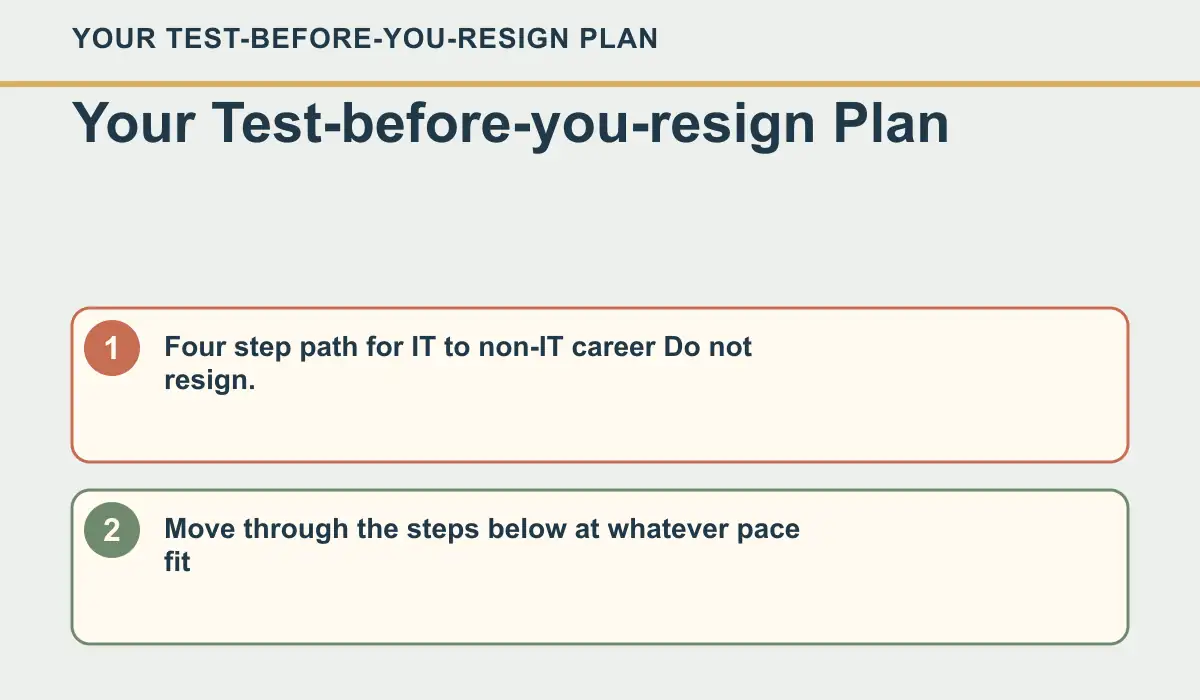 YOUR TEST-BEFORE-YOU-RESIGN PLAN
Your Test-before-you-resign Plan
1
Four step path for IT to non-IT career Do not
resign.
2
Move through the steps below at whatever pace
fit